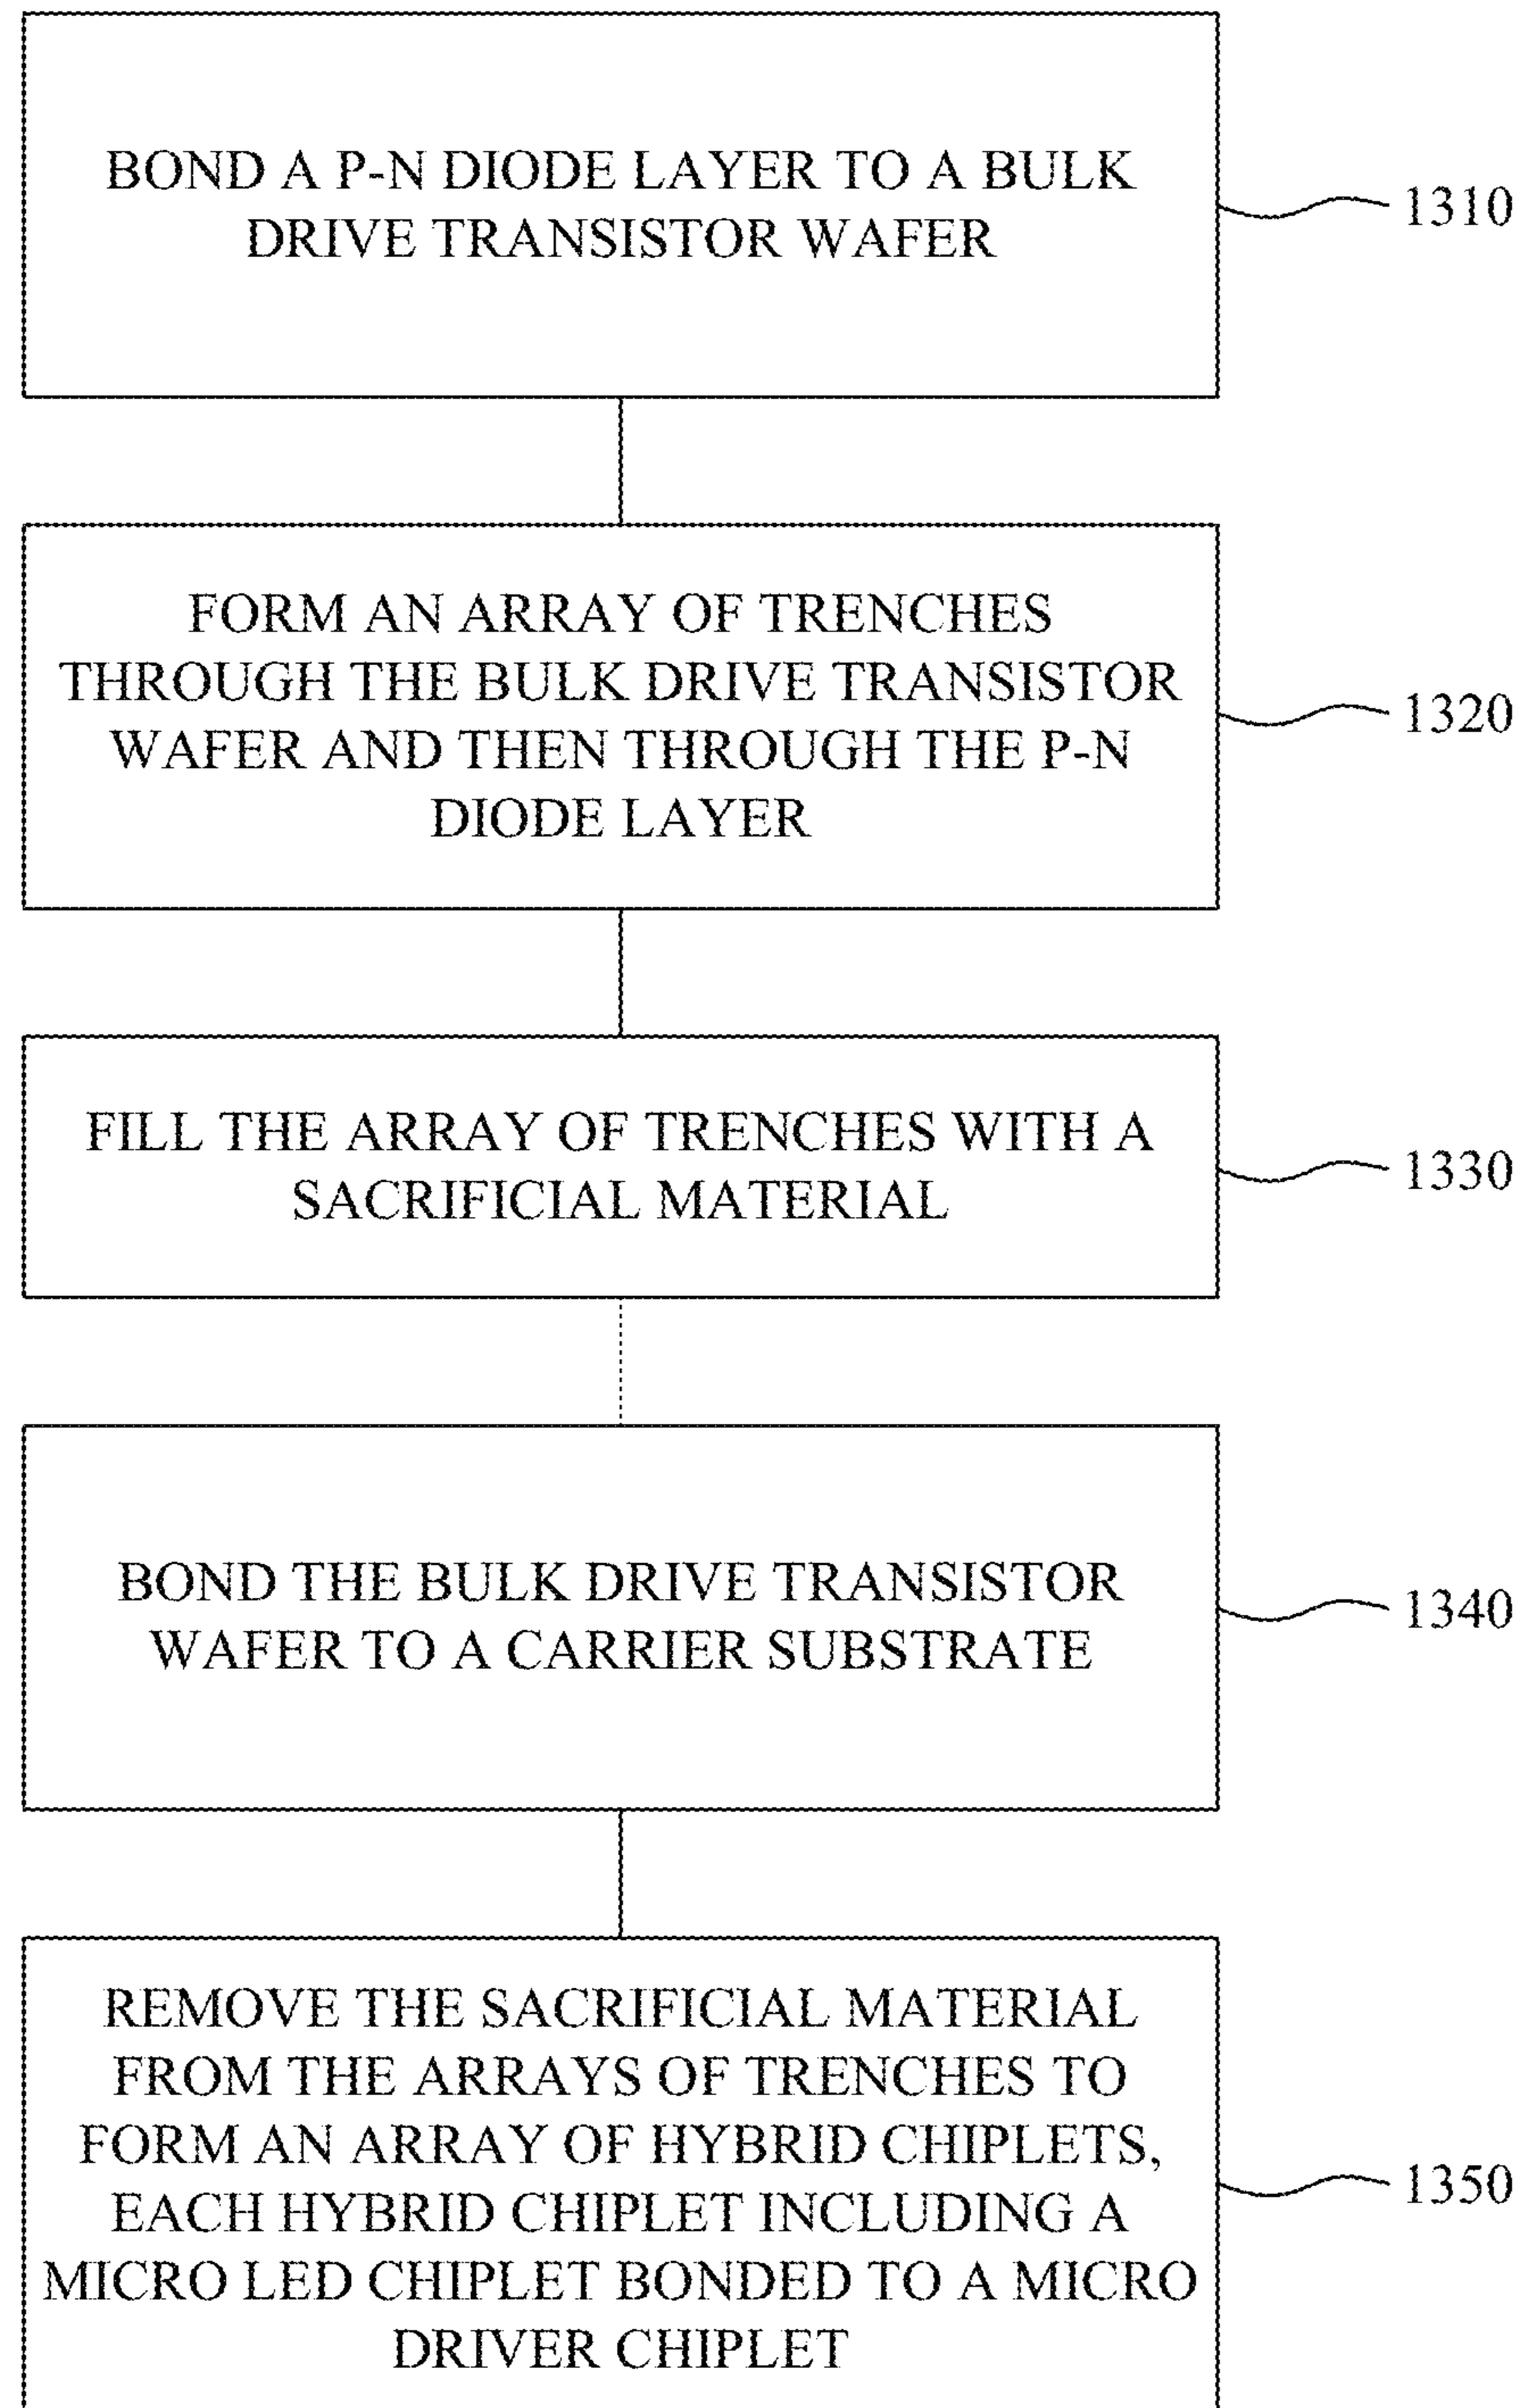 BOND A P-N DIODE LAYER TO A BULK
DRIVE TRANSISTOR WAFER
1310
FORM AN ARRAY OF TRENCHES
THROUGH THE BULK DRIVE TRANSISTOR
WAFER AND THEN THROUGH THE P-N
DIODE LAYER
1320
FILL THE ARRAY OF TRENCHES WITH A
SACRIFICIAL MATERIAL
1330
BOND THE BULK DRIVE TRANSISTOR
WAFER TO A CARRIER SUBSTRATE
1340
REMOVE THE SACRIFICIAL MATERIAL
FROM THE ARRAYS OF TRENCHES TO
FORM AN ARRAY OF HYBRID CHIPLETS,
EACH HYBRID CHIPLET INCLUDING A
MICRO LED CHIPLET BONDED TO A MICRO
DRIVER CHIPLET
1350